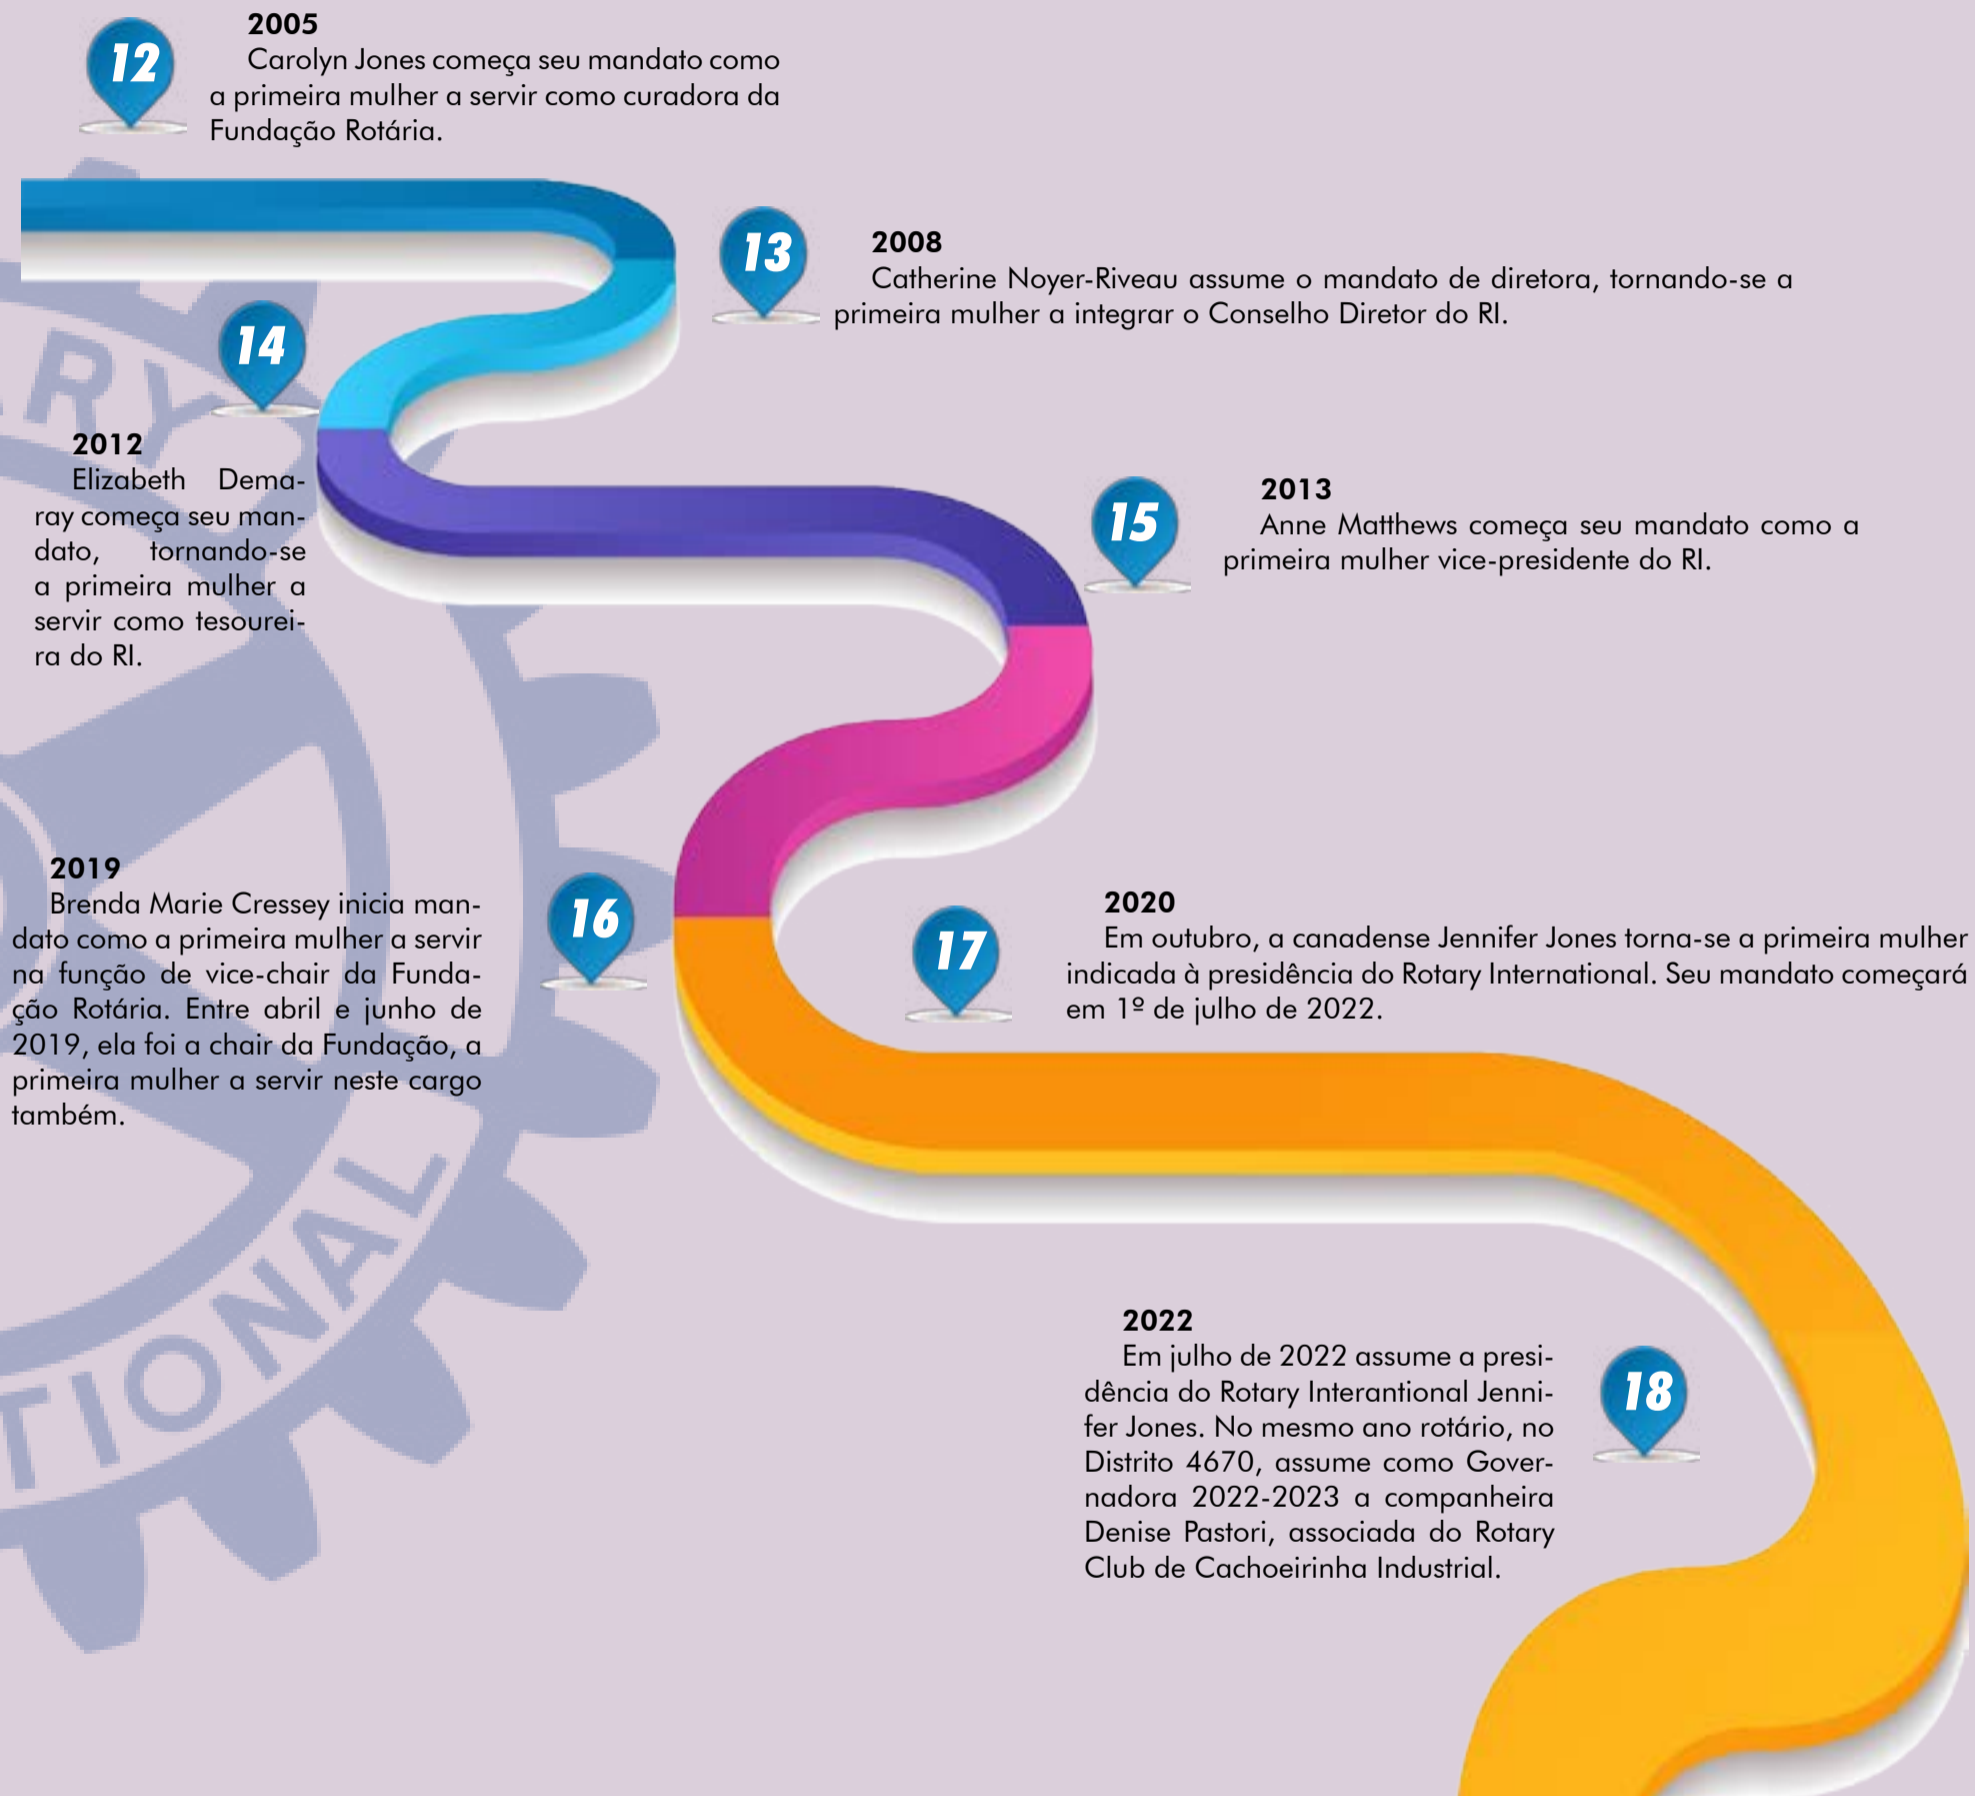 12
2005
Carolyn Jones começa seu mandato como
a primeira mulher a servir como curadora da
Fundação Rotária.
13
2008
Catherine Noyer-Riveau assume o mandato de diretora, tornando-se a
primeira mulher a integrar o Conselho Diretor do RI.
14
2012
Elizabeth Dema-
ray começa seu man-
dato, tornando-se
a primeira mulher a
servir como tesourei-
ra do RI.
15
2013
Anne Matthews começa seu mandato como a
primeira mulher vice-presidente do RI.
16
2019
Brenda Marie Cressey inicia man-
dato como a primeira mulher a servir
na função de vice-chair da Funda-
ção Rotária. Entre abril e junho de
2019, ela foi a chair da Fundação, a
primeira mulher a servir neste cargo
também.
17
2020
Em outubro, a canadense Jennifer Jones torna-se a primeira mulher
indicada à presidência do Rotary International. Seu mandato começará
em 1º de julho de 2022.
18
2022
Em julho de 2022 assume a presi-
dência do Rotary Interantional Jenni-
fer Jones. No mesmo ano rotário, no
Distrito 4670, assume como Gover-
nadora 2022-2023 a companheira
Denise Pastori, associada do Rotary
Club de Cachoeirinha Industrial.
RY
TIONAL